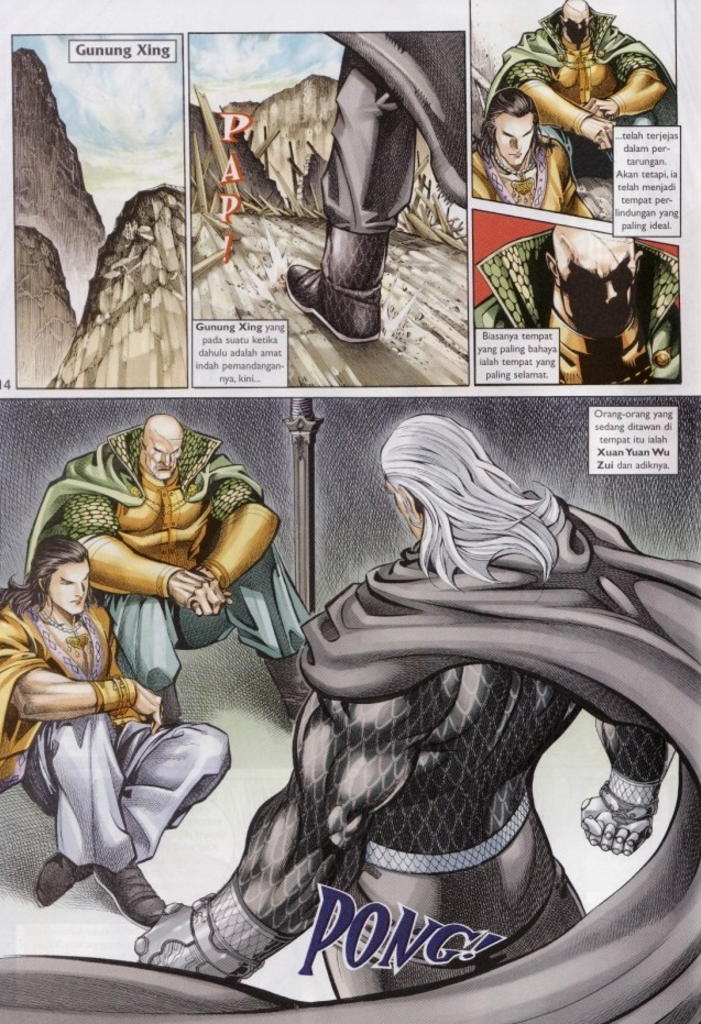 Gunung Xing
PAPAP!
Gunung Xing yang
pada suatu ketika
dahulu adalah amat
indah pemandangan-
nya, kini...
...telah terjejas
dalam per-
tarungan.
Akan tetapi, ia
telah menjadi
tempat per-
lindungan yang
paling ideal.
Biasanya tempat
yang paling bahaya
ialah tempat yang
paling selamat.
14
Orang-orang yang
sedang ditawan di
tempat itu ialah
Xuan Yuan Wu
Zui dan adiknya.
PONG!